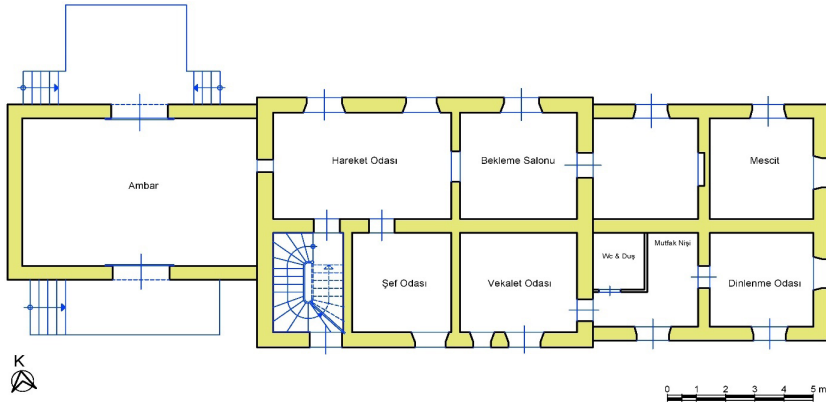 Hareket Odası
Bekleme Salonu
Mescit
Ambar
Wc & Duş
Mutfak Nişi
Şef Odası
Vekalet Odası
Dinlenme Odası
K
0 1 2 3 4 5 m